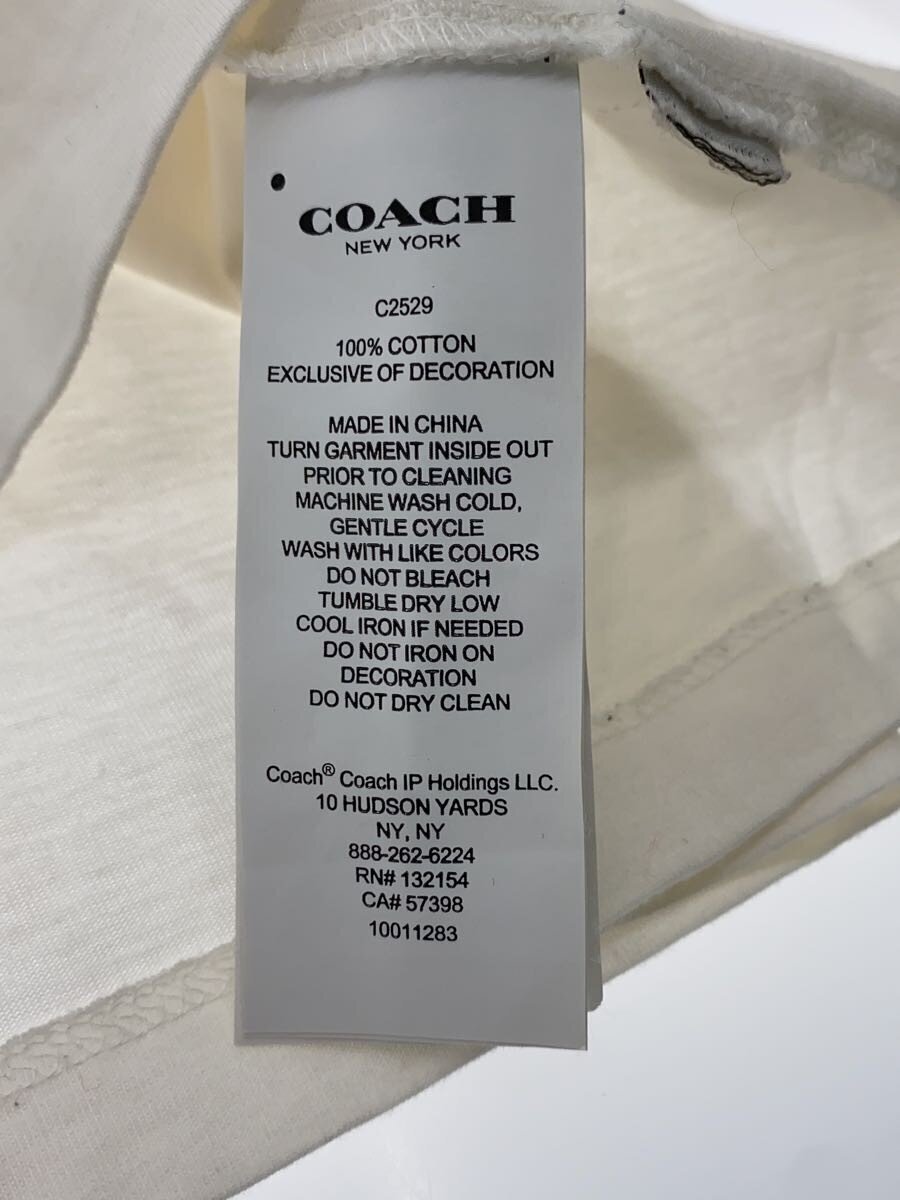 COACH
NEW YORK
C2529
100% COTTON
EXCLUSIVE OF DECORATION
MADE IN CHINA
TURN GARMENT INSIDE OUT
PRIOR TO CLEANING
MACHINE WASH COLD,
GENTLE CYCLE
WASH WITH LIKE COLORS
DO NOT BLEACH
TUMBLE DRY LOW
COOL IRON IF NEEDED
DO NOT IRON ON
DECORATION
DO NOT DRY CLEAN
Coach® Coach IP Holdings LLC.
10 HUDSON YARDS
NY, NY
888-262-6224
RN# 132154
CA# 57398
10011283